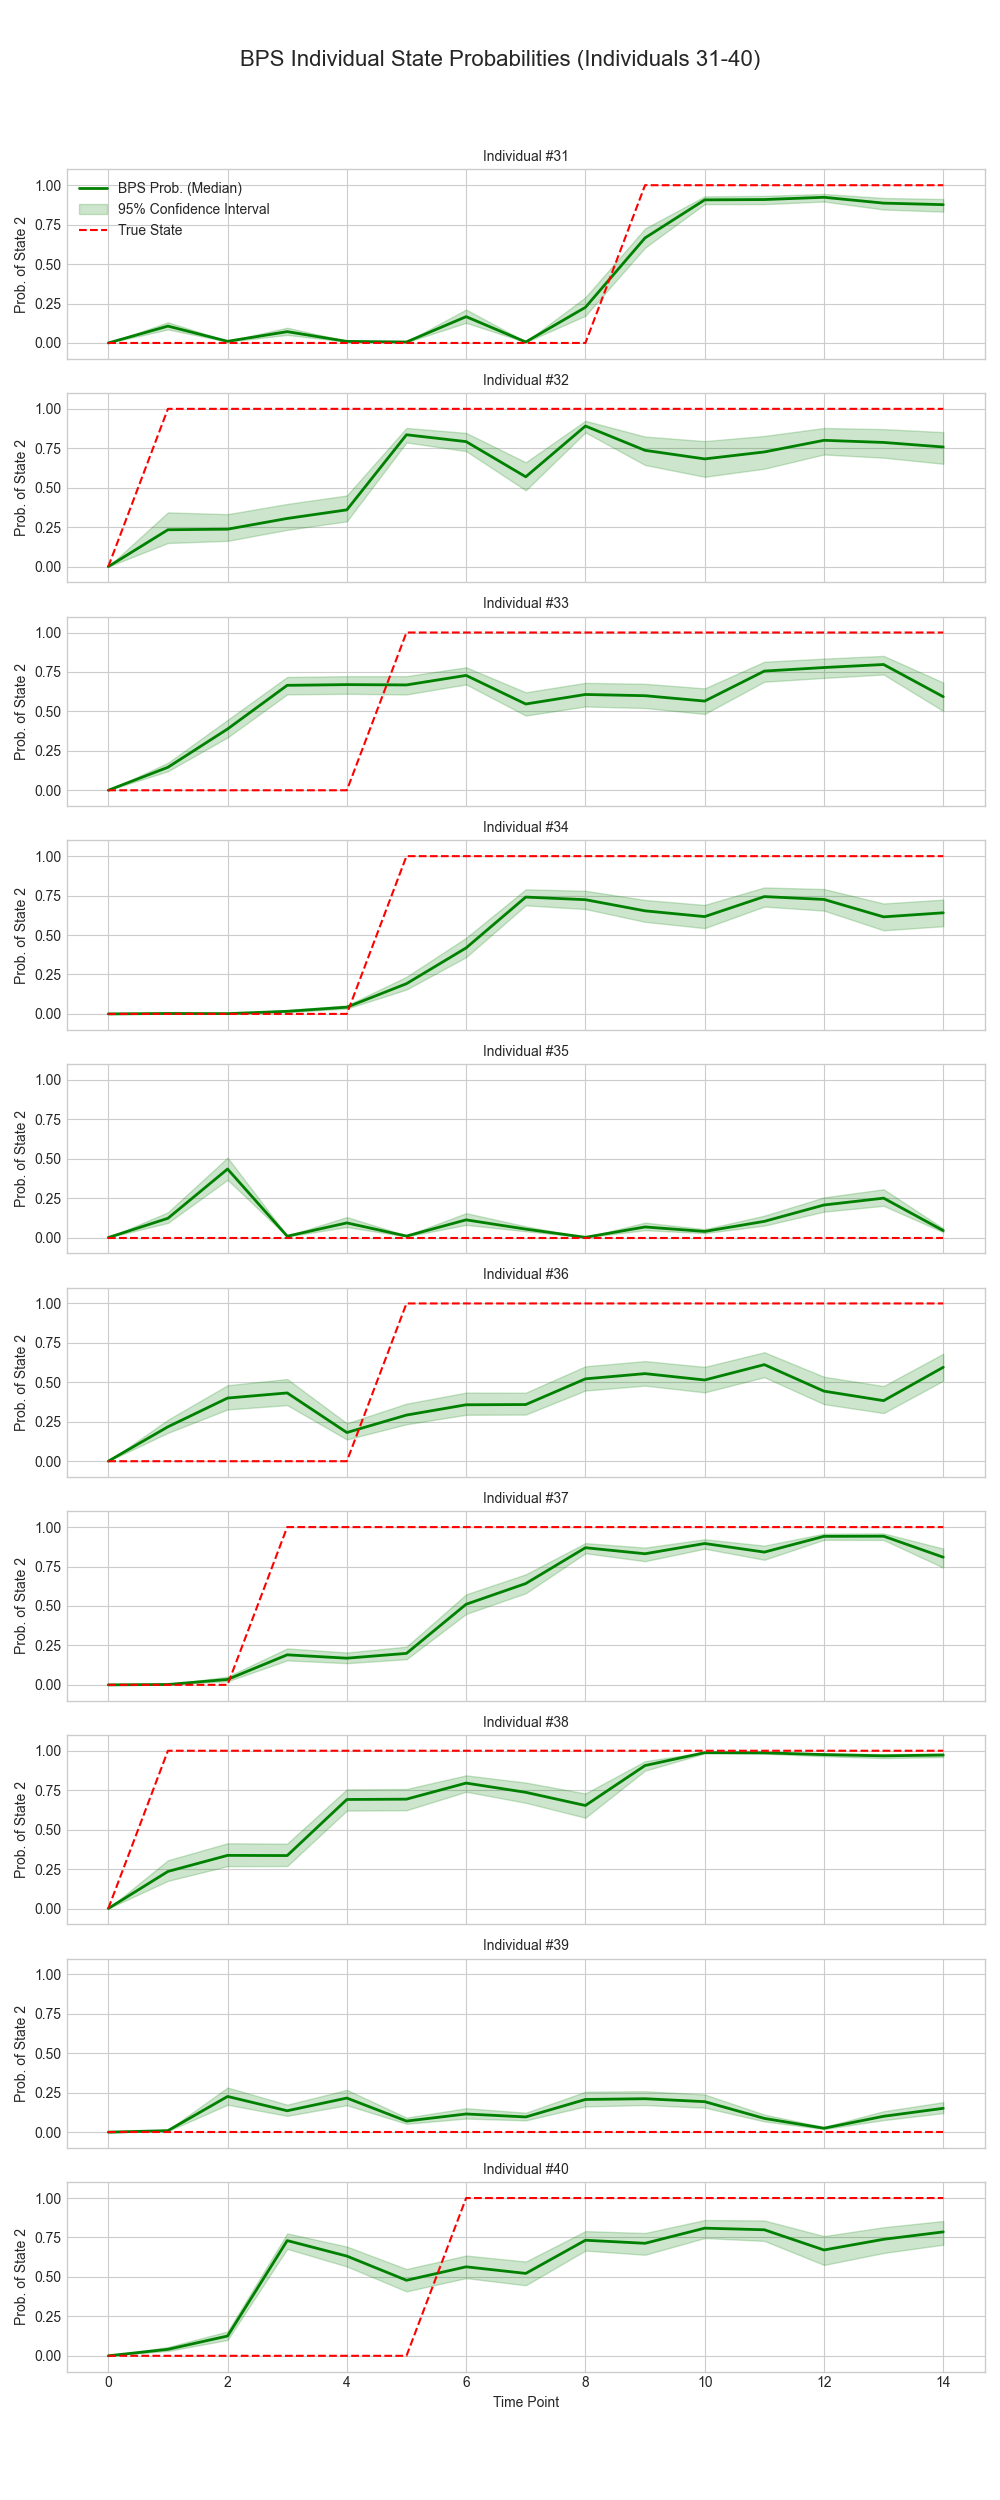 BPS Individual State Probabilities (Individuals 31-40)
Individual #31
1.00
0.75
0.50
0.25
0.00
Prob. of State 2
BPS Prob. (Median)
95% Confidence Interval
True State
Individual #32
1.00
0.75
0.50
0.25
0.00
Prob. of State 2
Individual #33
1.00
0.75
0.50
0.25
0.00
Prob. of State 2
Individual #34
1.00
0.75
0.50
0.25
0.00
Prob. of State 2
Individual #35
1.00
0.75
0.50
0.25
0.00
Prob. of State 2
Individual #36
1.00
0.75
0.50
0.25
0.00
Prob. of State 2
Individual #37
1.00
0.75
0.50
0.25
0.00
Prob. of State 2
Individual #38
1.00
0.75
0.50
0.25
0.00
Prob. of State 2
Individual #39
1.00
0.75
0.50
0.25
0.00
Prob. of State 2
Individual #40
1.00
0.75
0.50
0.25
0.00
Prob. of State 2
0 2 4 6 8 10 12 14
Time Point